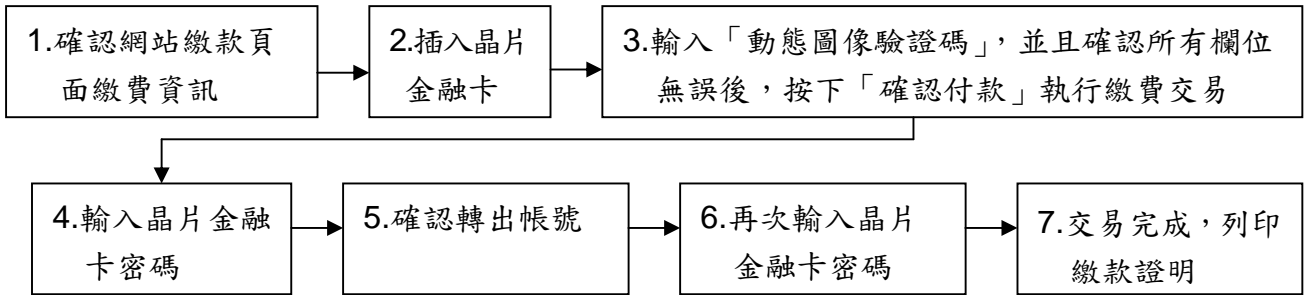 1.確認網站繳款頁
面繳費資訊
2.插入晶片
金融卡
3.輸入「動態圖像驗證碼」，並且確認所有欄位
無誤後，按下「確認付款」執行繳費交易
4.輸入晶片金融
卡密碼
5.確認轉出帳號
6.再次輸入晶片
金融卡密碼
7.交易完成，列印
繳款證明